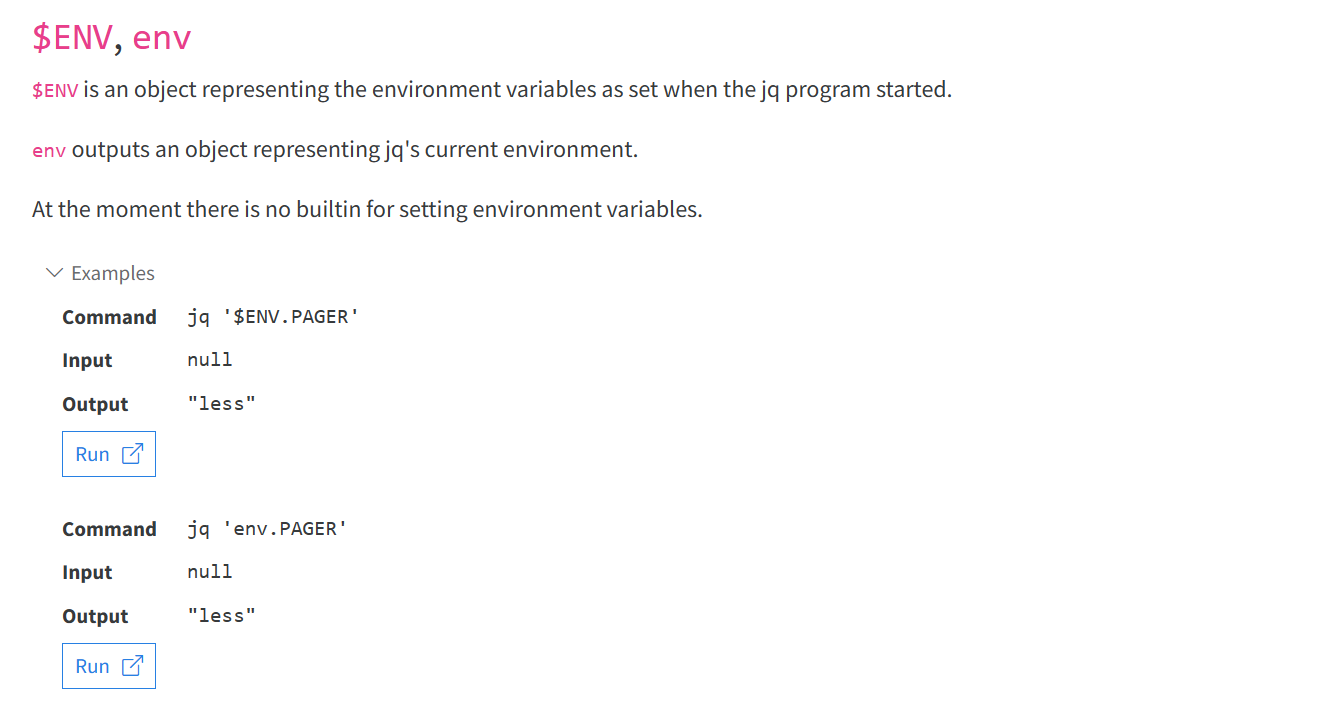 $ENV, env
$ENV is an object representing the environment variables as set when the jq program started.
env outputs an object representing jq's current environment.
At the moment there is no builtin for setting environment variables.
Examples
Command jq '$ENV.PAGER'
Input null
Output "less"
Run
Command jq 'env.PAGER'
Input null
Output "less"
Run